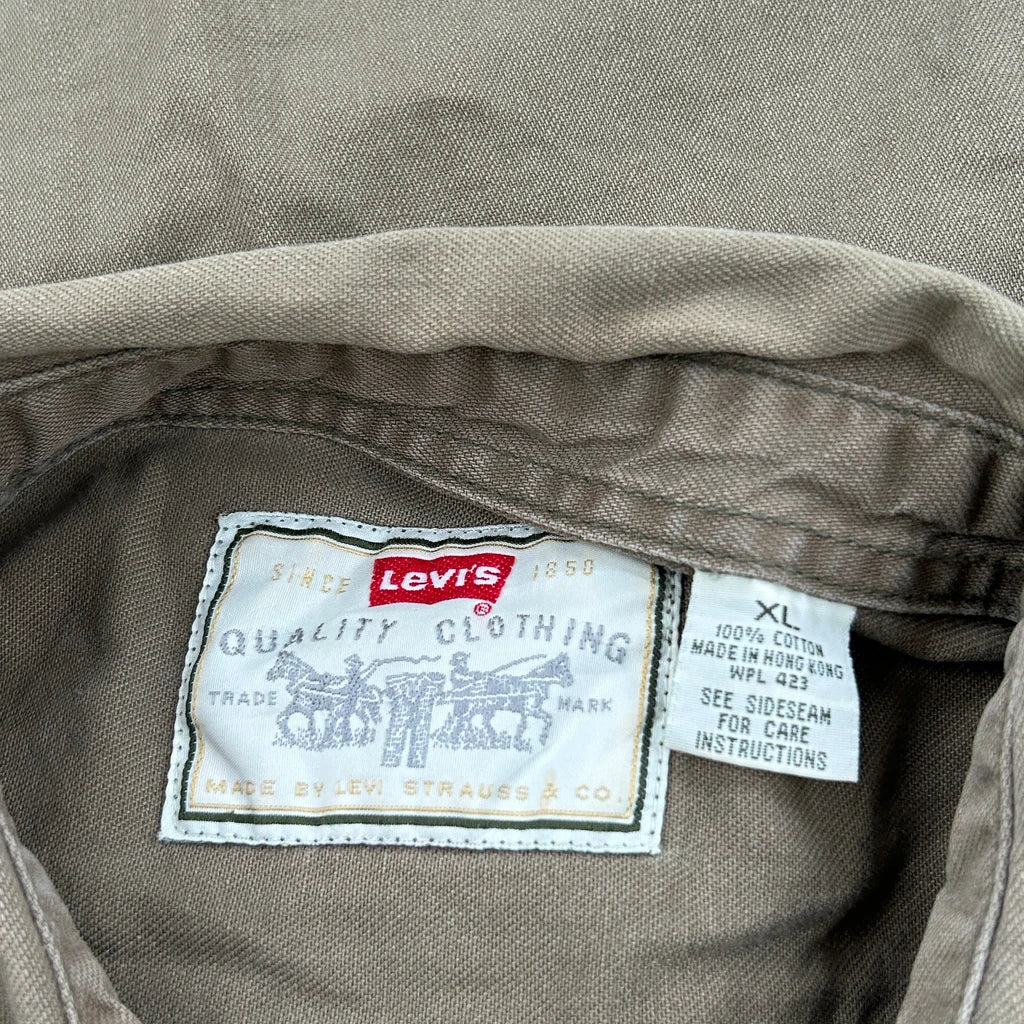 SINCE LEVI'S ® 1850
QUALITY CLOTHING
TRADE MARK
MADE BY LEVI STRAUSS & CO.
XL
100% COTTON
MADE IN HONG KONG
WPL 423
SEE SIDESEAM
FOR CARE
INSTRUCTIONS